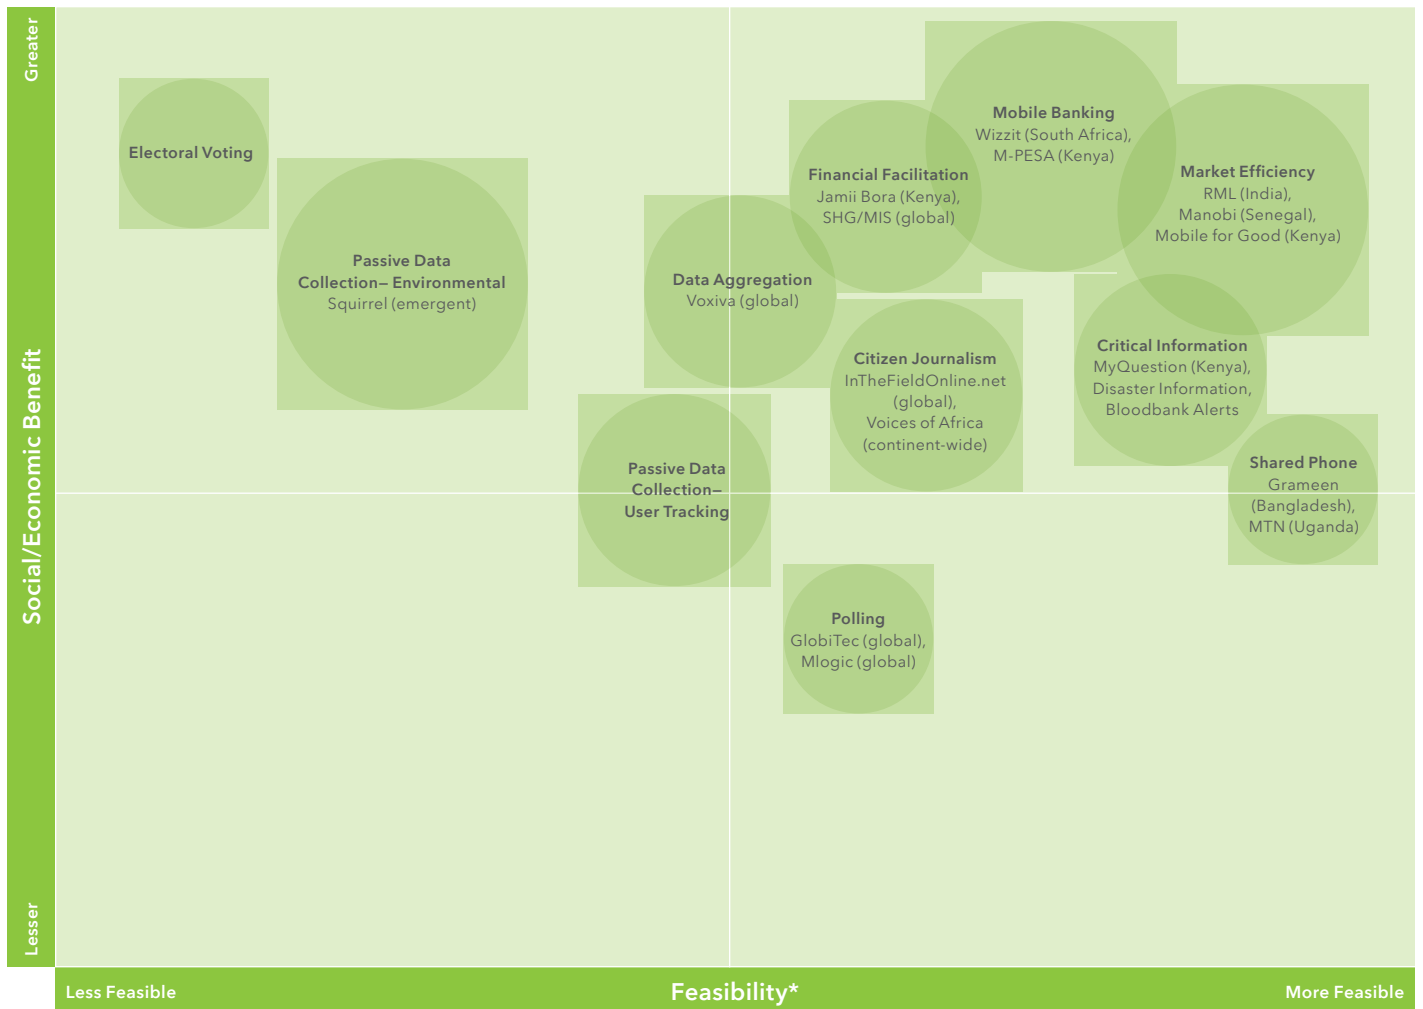 Greater
Social/Economic Benefit
Lesser
Electoral Voting
Passive Data
Collection— Environmental
Squirrel (emergent)
Mobile Banking
Wizzit (South Africa),
M-PESA (Kenya)
Financial Facilitation
Jamii Bora (Kenya),
SHG/MIS (global)
Market Efficiency
RML (India),
Manobi (Senegal),
Mobile for Good (Kenya)
Data Aggregation
Voxiva (global)
Citizen Journalism
InTheFieldOnline.net
(global),
Voices of Africa
(continent-wide)
Critical Information
MyQuestion (Kenya),
Disaster Information,
Bloodbank Alerts
Passive Data
Collection—
User Tracking
Shared Phone
Grameen
(Bangladesh),
MTN (Uganda)
Polling
GlobiTec (global),
Mlogic (global)
Less Feasible
Feasibility*
More Feasible